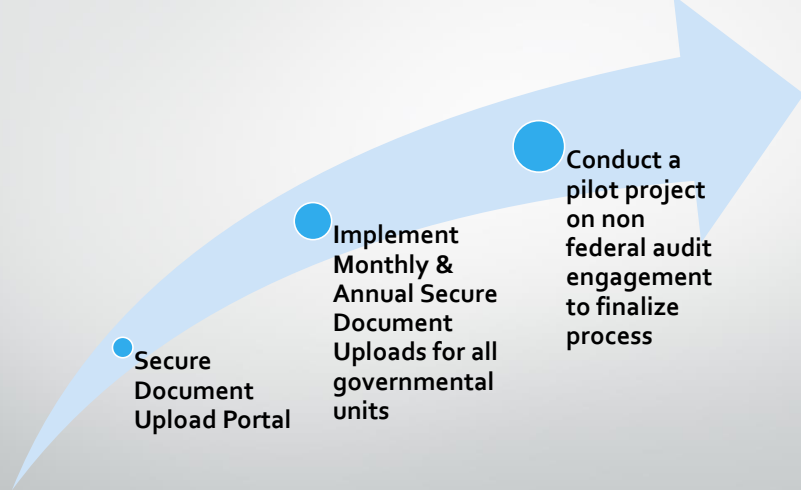 Secure
Document
Upload Portal
Implement
Monthly &
Annual Secure
Document
Uploads for all
governmental
units
Conduct a
pilot project
on non
federal audit
engagement
to finalize
process